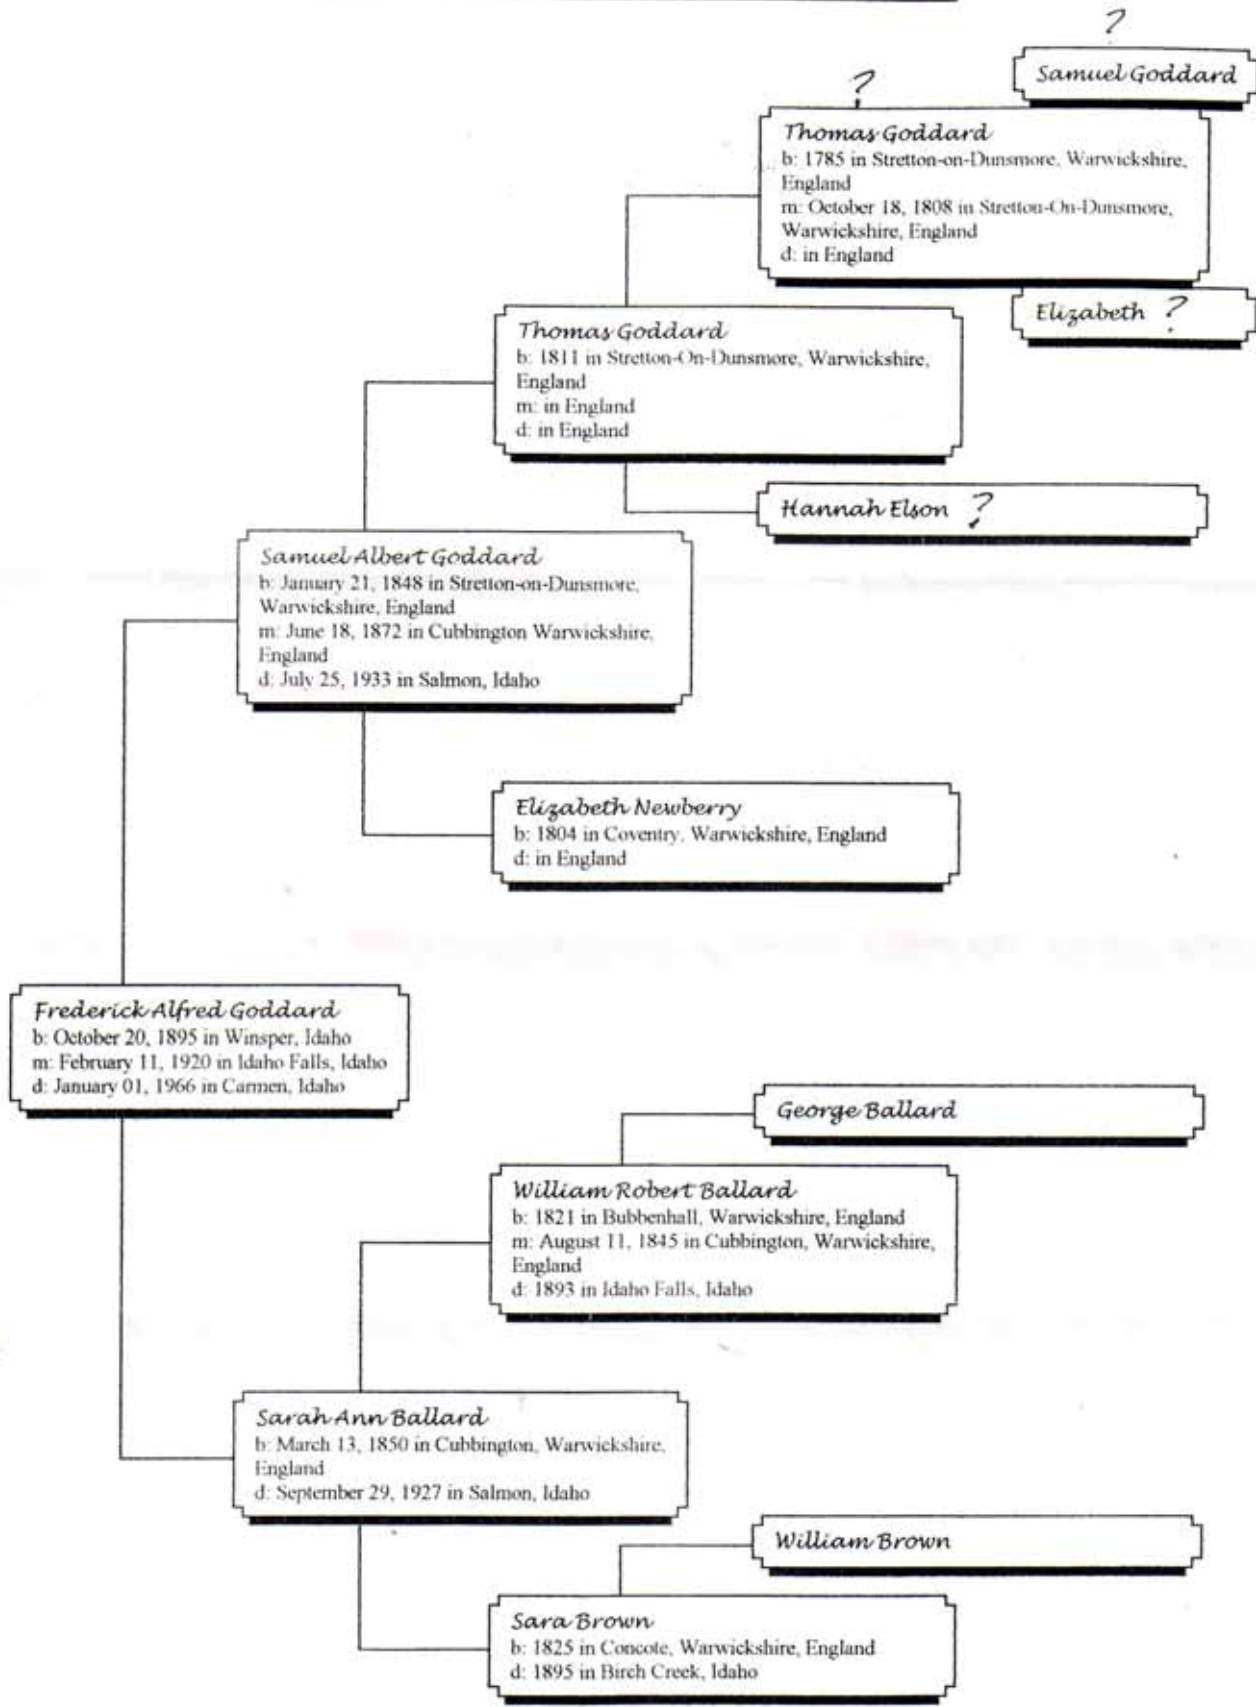 ?
Samuel Goddard
?
Thomas Goddard
b: 1785 in Stretton-on-Dunsmore, Warwickshire,
England
m: October 18, 1808 in Stretton-On-Dunsmore,
Warwickshire, England
d: in England
Elizabeth ?
Thomas Goddard
b: 1811 in Stretton-On-Dunsmore, Warwickshire,
England
m: in England
d: in England
Hannah Elson ?
Samuel Albert Goddard
b: January 21, 1848 in Stretton-on-Dunsmore,
Warwickshire, England
m: June 18, 1872 in Cubbington Warwickshire,
England
d: July 25, 1933 in Salmon, Idaho
Elizabeth Newberry
b: 1804 in Coventry, Warwickshire, England
d: in England
Frederick Alfred Goddard
b: October 20, 1895 in Winsper, Idaho
m: February 11, 1920 in Idaho Falls, Idaho
d: January 01, 1966 in Carmen, Idaho
George Ballard
William Robert Ballard
b: 1821 in Bubbenhall, Warwickshire, England
m: August 11, 1845 in Cubbington, Warwickshire,
England
d: 1893 in Idaho Falls, Idaho
Sarah Ann Ballard
b: March 13, 1850 in Cubbington, Warwickshire,
England
d: September 29, 1927 in Salmon, Idaho
William Brown
Sara Brown
b: 1825 in Concote, Warwickshire, England
d: 1895 in Birch Creek, Idaho